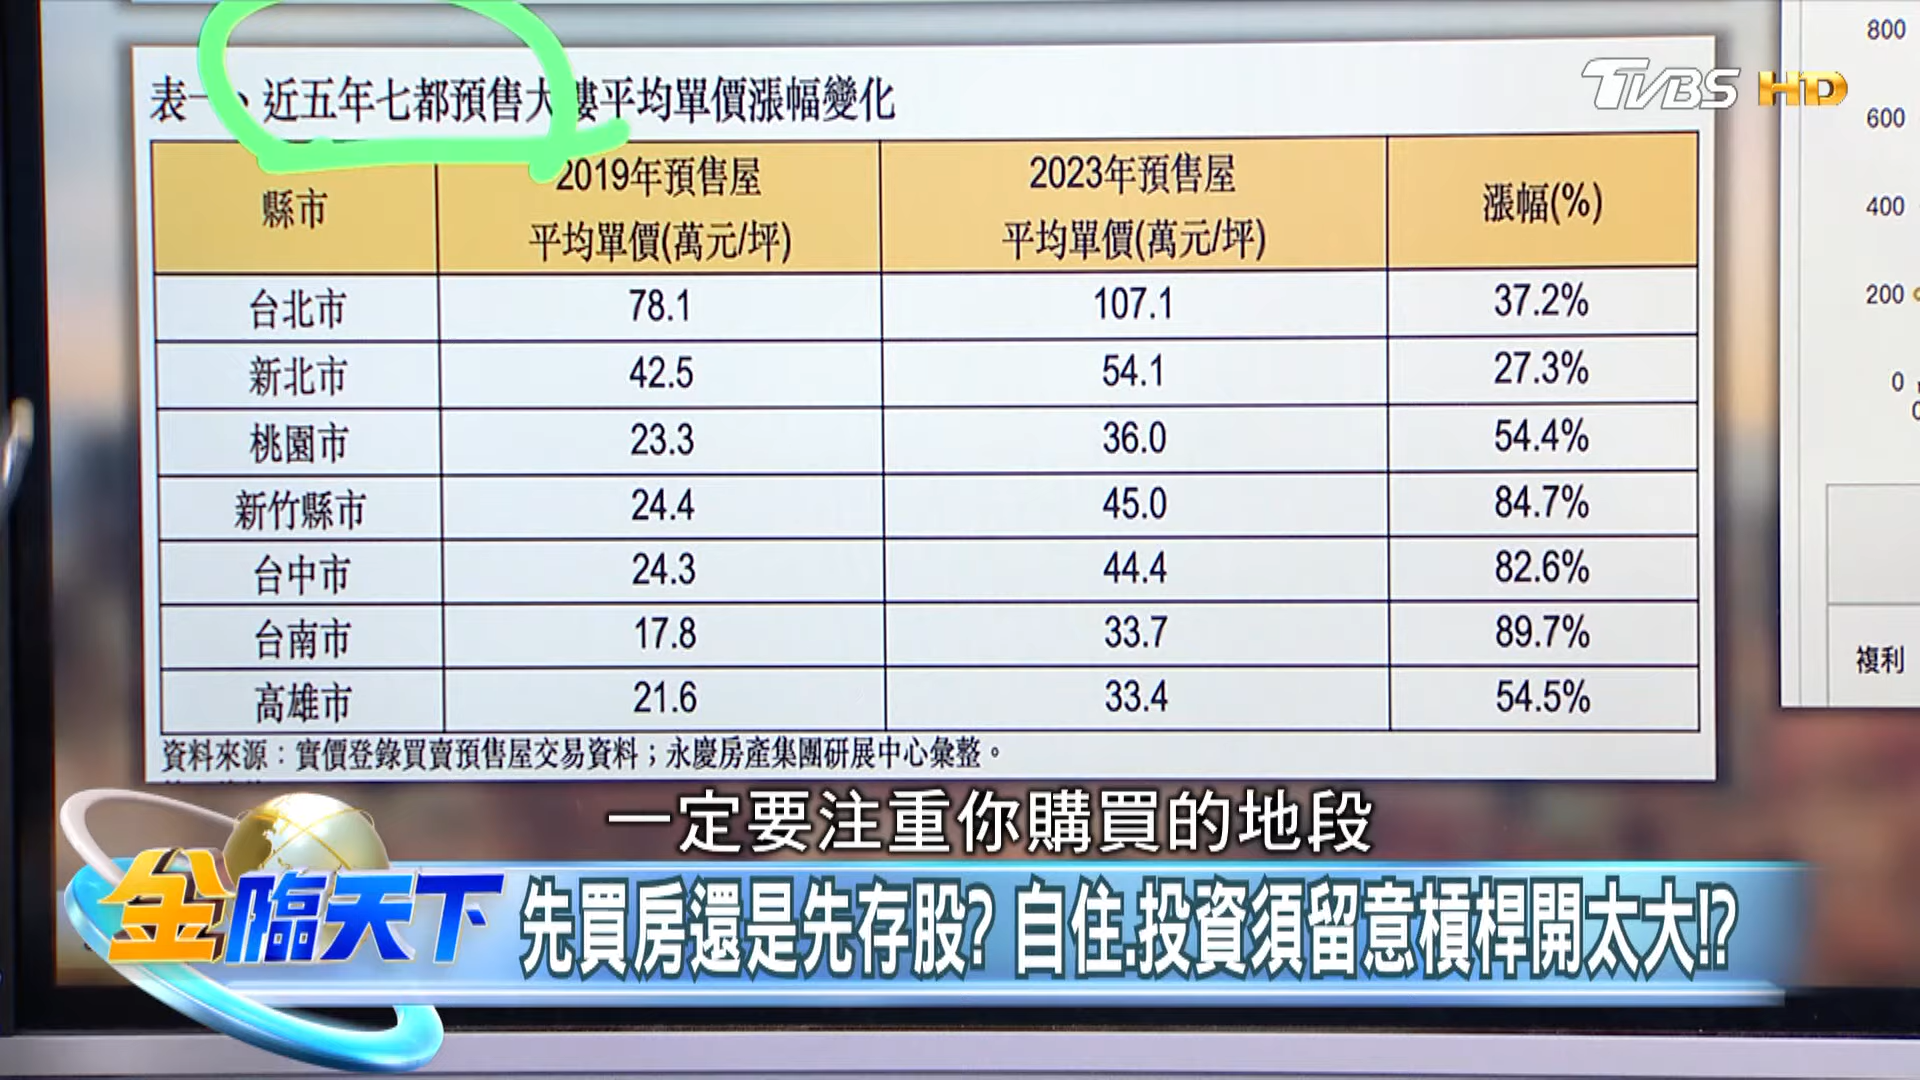 800
TVBS HD
表一、近五年七都預售大樓平均單價漲幅變化
600
縣市 2019年預售屋 平均單價(萬元/坪) 2023年預售屋 平均單價(萬元/坪) 漲幅(%)
400
台北市 78.1 107.1 37.2%
200
新北市 42.5 54.1 27.3%
0
桃園市 23.3 36.0 54.4%
新竹縣市 24.4 45.0 84.7%
台中市 24.3 44.4 82.6%
台南市 17.8 33.7 89.7%
複利
高雄市 21.6 33.4 54.5%
資料來源：實價登錄買賣預售屋交易資料；永慶房產集團研展中心彙整。
一定要注重你購買的地段
金臨天下
先買房還是先存股? 自住.投資須留意槓桿開太大!?